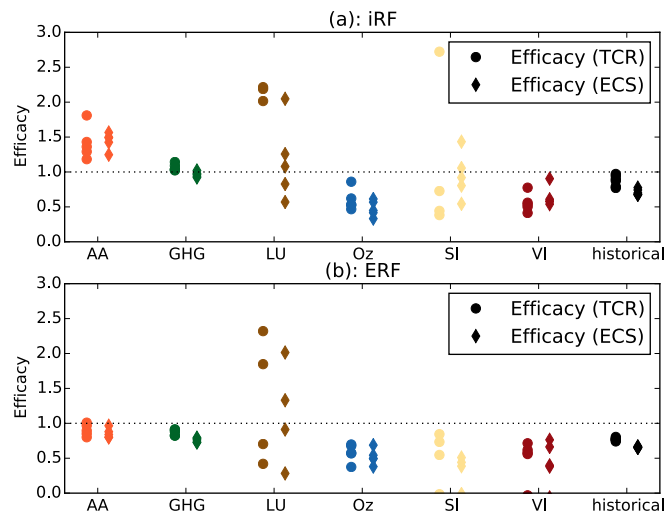 (a): iRF
3.0
2.5
2.0
1.5
1.0
0.5
0.0
Efficacy
Efficacy (TCR)
Efficacy (ECS)
AA GHG LU Oz SI VI historical
(b): ERF
3.0
2.5
2.0
1.5
1.0
0.5
0.0
Efficacy
Efficacy (TCR)
Efficacy (ECS)
AA GHG LU Oz SI VI historical